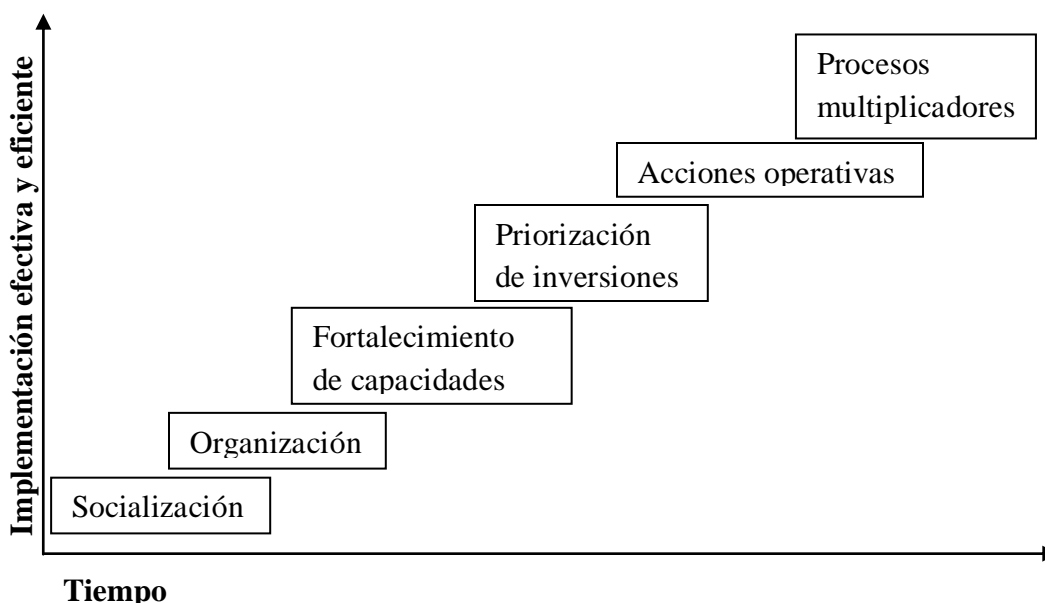 Implementación efectiva y eficiente
Procesos
multiplicadores
Acciones operativas
Priorización
de inversiones
Fortalecimiento
de capacidades
Organización
Socialización
Tiempo